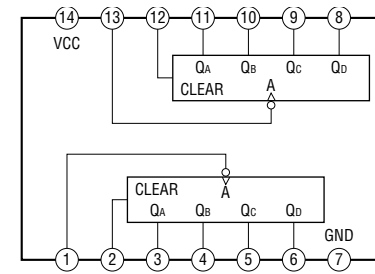 14 13 12 11 10 9 8
VCC QA QB QC QD
CLEAR A
CLEAR A
QA QB QC QD
GND
1 2 3 4 5 6 7